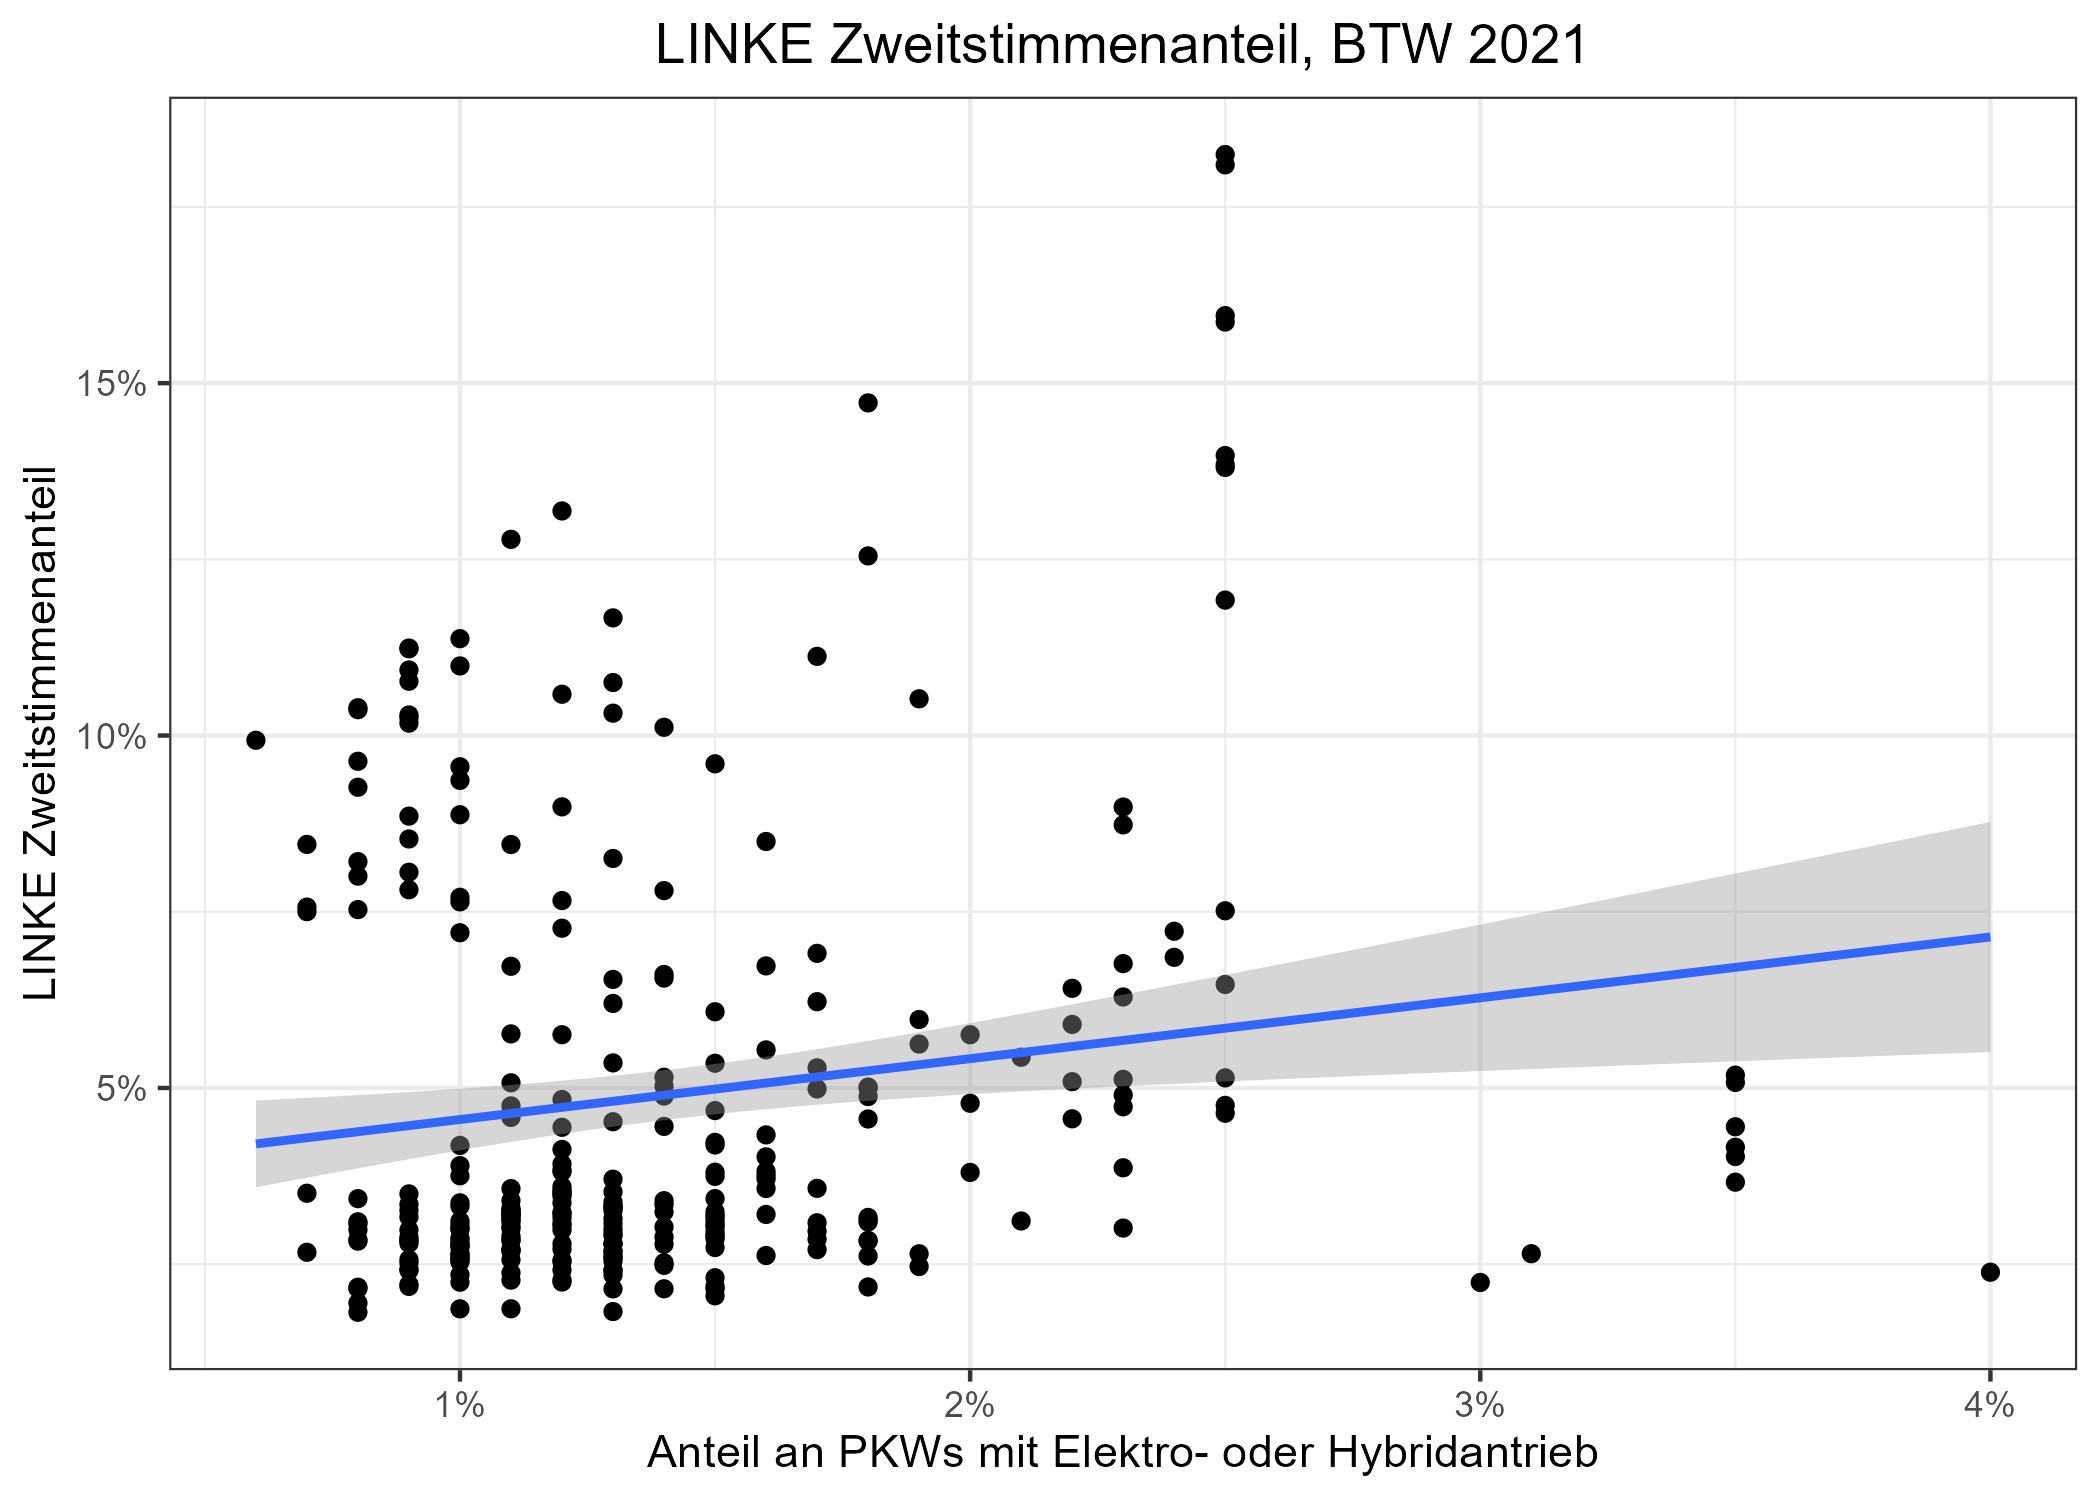 LINKE Zweitstimmenanteil, BTW 2021
LINKE Zweitstimmenanteil
15%
10%
5%
1% 2% 3% 4%
Anteil an PKWs mit Elektro- oder Hybridantrieb